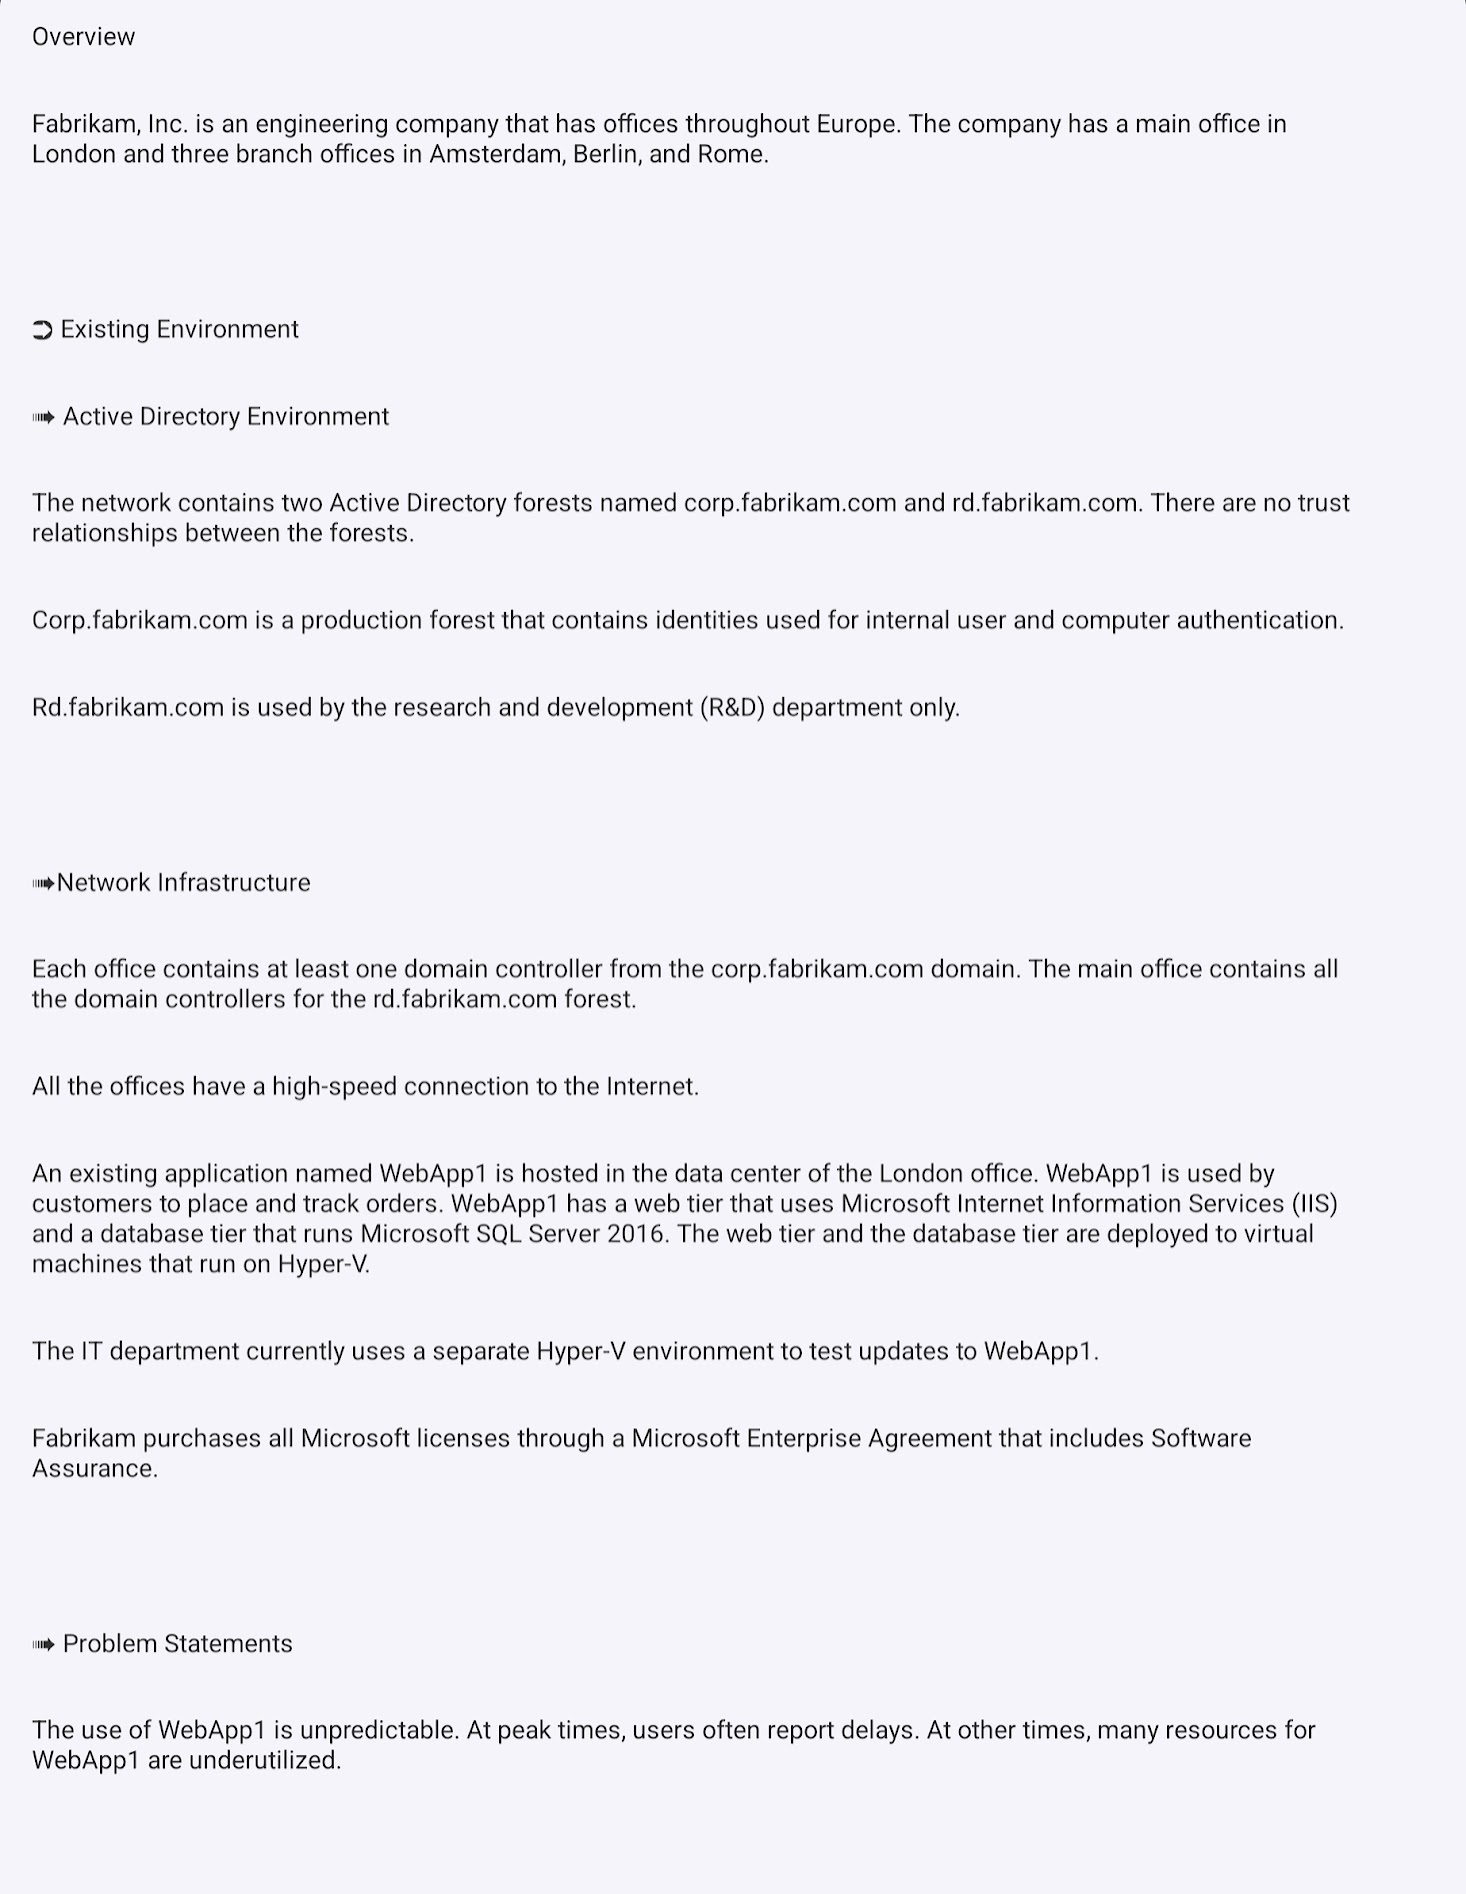 Overview
Fabrikam, Inc. is an engineering company that has offices throughout Europe. The company has a main office in
London and three branch offices in Amsterdam, Berlin, and Rome.
➲ Existing Environment
➠ Active Directory Environment
The network contains two Active Directory forests named corp.fabrikam.com and rd.fabrikam.com. There are no trust
relationships between the forests.
Corp.fabrikam.com is a production forest that contains identities used for internal user and computer authentication.
Rd.fabrikam.com is used by the research and development (R&D) department only.
➠Network Infrastructure
Each office contains at least one domain controller from the corp.fabrikam.com domain. The main office contains all
the domain controllers for the rd.fabrikam.com forest.
All the offices have a high-speed connection to the Internet.
An existing application named WebApp1 is hosted in the data center of the London office. WebApp1 is used by
customers to place and track orders. WebApp1 has a web tier that uses Microsoft Internet Information Services (IIS)
and a database tier that runs Microsoft SQL Server 2016. The web tier and the database tier are deployed to virtual
machines that run on Hyper-V.
The IT department currently uses a separate Hyper-V environment to test updates to WebApp1.
Fabrikam purchases all Microsoft licenses through a Microsoft Enterprise Agreement that includes Software
Assurance.
➠ Problem Statements
The use of WebApp1 is unpredictable. At peak times, users often report delays. At other times, many resources for
WebApp1 are underutilized.